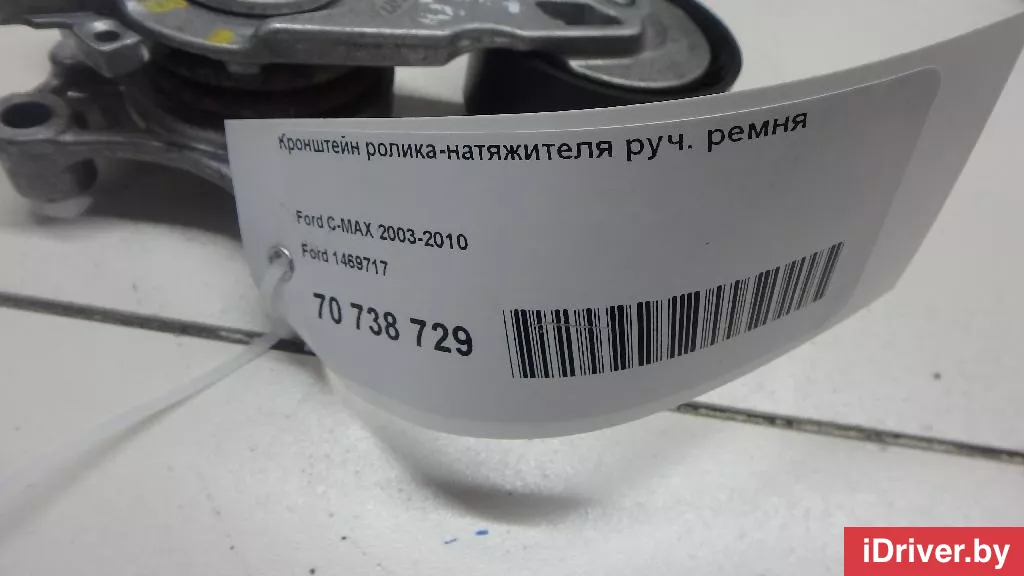 Кронштейн ролика-натяжителя руч. ремня
Ford C-MAX 2003-2010
Ford 1469717
70 738 729
iDriver.by